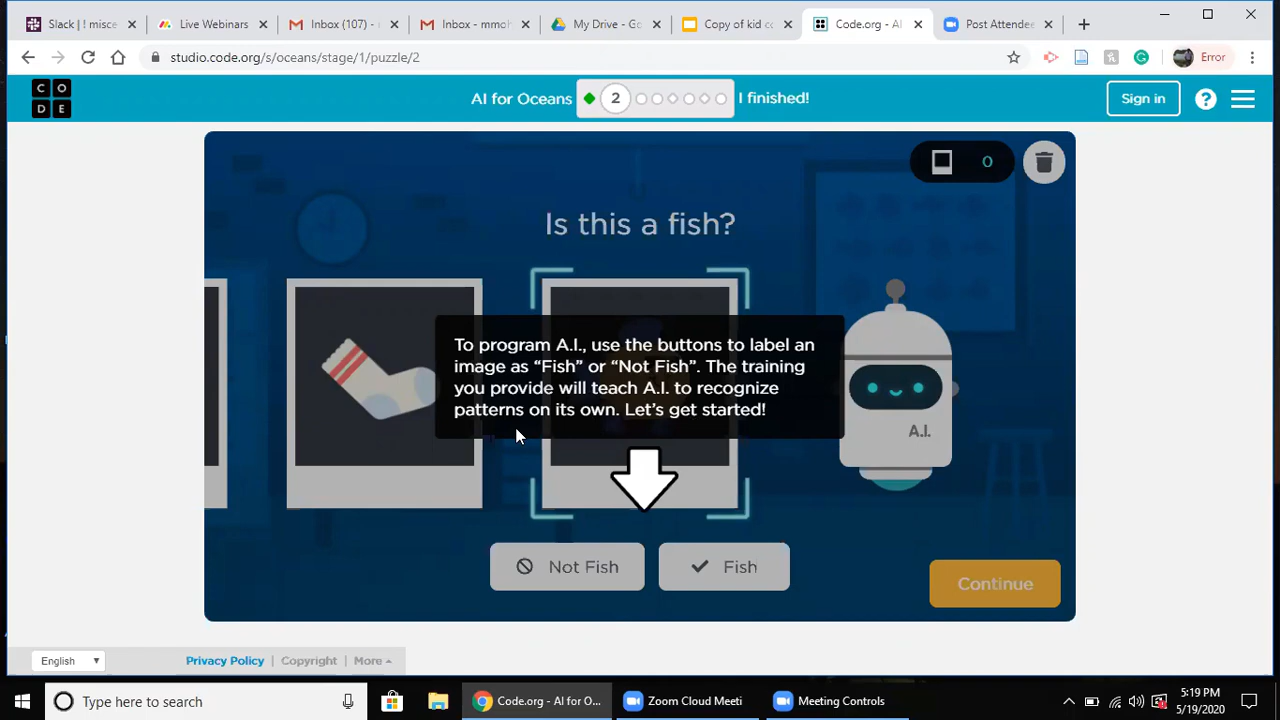 Slack | ! misce
Live Webinars
Inbox (107) -
Inbox - mmoh
My Drive - Go
Copy of kid co
Code.org - AI
Post Attendee
studio.code.org/s/oceans/stage/1/puzzle/2
Error
CODE
AI for Oceans
2
I finished!
Sign in
?
0
Is this a fish?
To program A.I., use the buttons to label an
image as “Fish” or “Not Fish”. The training
you provide will teach A.I. to recognize
patterns on its own. Let’s get started!
A.I.
Not Fish
Fish
Continue
English
Privacy Policy | Copyright | More
Type here to search
Code.org - AI for O...
Zoom Cloud Meeti
Meeting Controls
5:19 PM
5/19/2020